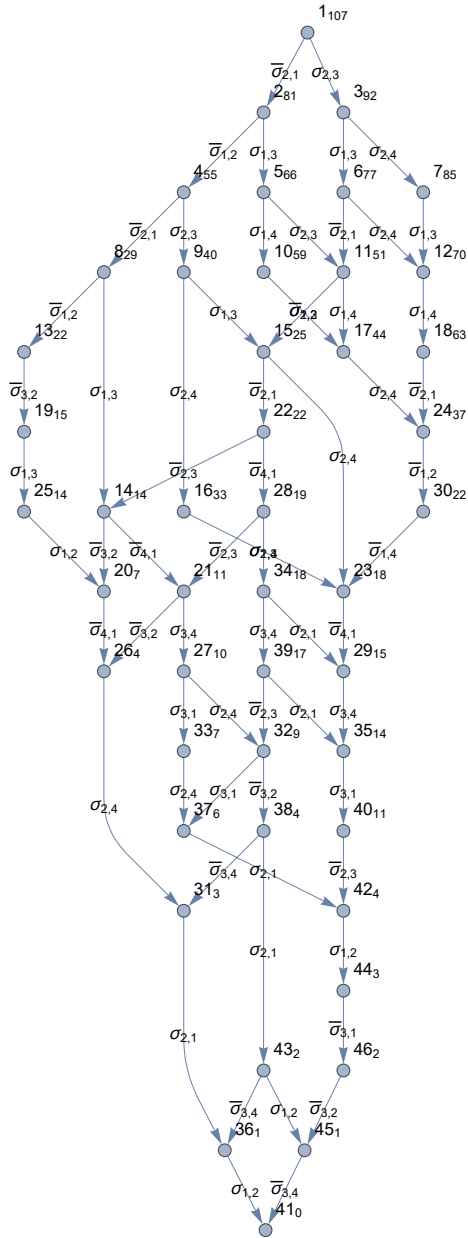 1₁₀₇
σ̅₂,₁ σ₂,₃
2₈₁ 3₉₂
σ̅₁,₂ σ₁,₃ σ₁,₃ σ₂,₄
4₅₅ 5₆₆ 6₇₇ 7₈₅
σ̅₂,₁ σ₂,₃ σ₁,₄ σ₂,₃ σ̅₂,₁ σ₂,₄ σ₁,₃
8₂₉ 9₄₀ 10₅₉ 11₅₁ 12₇₀
σ̅₁,₂ σ₁,₃ σ₁,₄ σ₁,₄
13₂₂ 15₂₅ 17₄₄ 18₆₃
σ̅₃,₂ σ₁,₃ σ₂,₄ σ̅₂,₁ σ₂,₄ σ̅₂,₁
19₁₅ 22₂₂ 24₃₇
σ₁,₃ σ̅₂,₃ σ̅₄,₁ σ₂,₄ σ̅₁,₂
25₁₄ 14₁₄ 16₃₃ 28₁₉ 30₂₂
σ₁,₂ σ̅₃,₂ σ̅₄,₁ σ̅₂,₃ σ̅₁,₄
20₇ 21₁₁ 34₁₈ 23₁₈
σ̅₄,₁ σ̅₃,₂ σ₃,₄ σ₃,₄ σ₂,₁ σ̅₄,₁
26₄ 27₁₀ 39₁₇ 29₁₅
σ₃,₁ σ₂,₄ σ̅₂,₃ σ₂,₁ σ₃,₄
33₇ 32₉ 35₁₄
σ₂,₄ σ₂,₄ σ₃,₁ σ̅₃,₂ σ₃,₁
37₆ 38₄ 40₁₁
σ̅₃,₄ σ₂,₁ σ̅₂,₃
31₃ 42₄
σ₂,₁ σ₁,₂
44₃
σ₂,₁ σ̅₃,₁
43₂ 46₂
σ̅₃,₄ σ₁,₂ σ̅₃,₂
36₁ 45₁
σ₁,₂ σ̅₃,₄
41₀